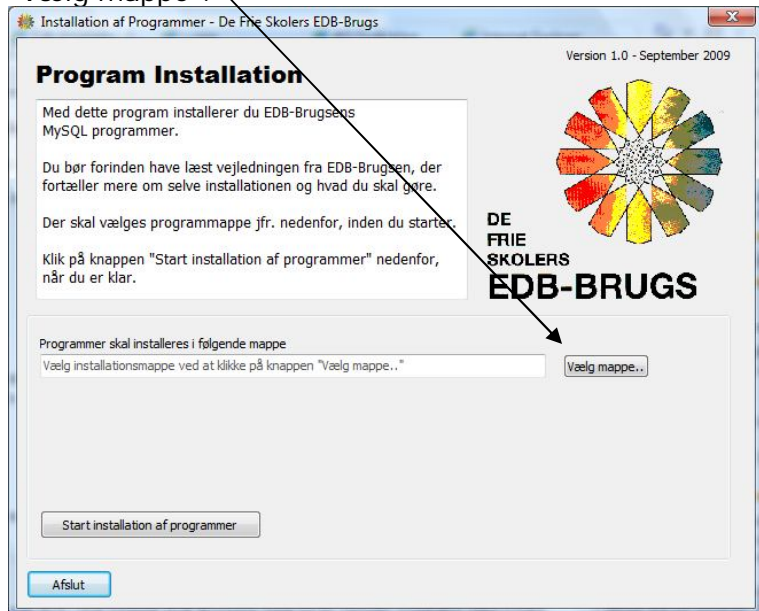 Vælg mappe
Installation af Programmer - De Frie Skolers EDB-Brugs
Version 1.0 - September 2009
Program Installation
Med dette program installerer du EDB-Brugsens
MySQL programmer.
Du bør forinden have læst vejledningen fra EDB-Brugsen, der
fortæller mere om selve installationen og hvad du skal gøre.
Der skal vælges programmappe jfr. nedenfor, inden du starter.
Klik på knappen "Start installation af programmer" nedenfor,
når du er klar.
DE
FRIE
SKOLERS
EDB-BRUGS
Programmer skal installeres i følgende mappe
Vælg installationsmappe ved at klikke på knappen "Vælg mappe.."
Vælg mappe..
Start installation af programmer
Afslut